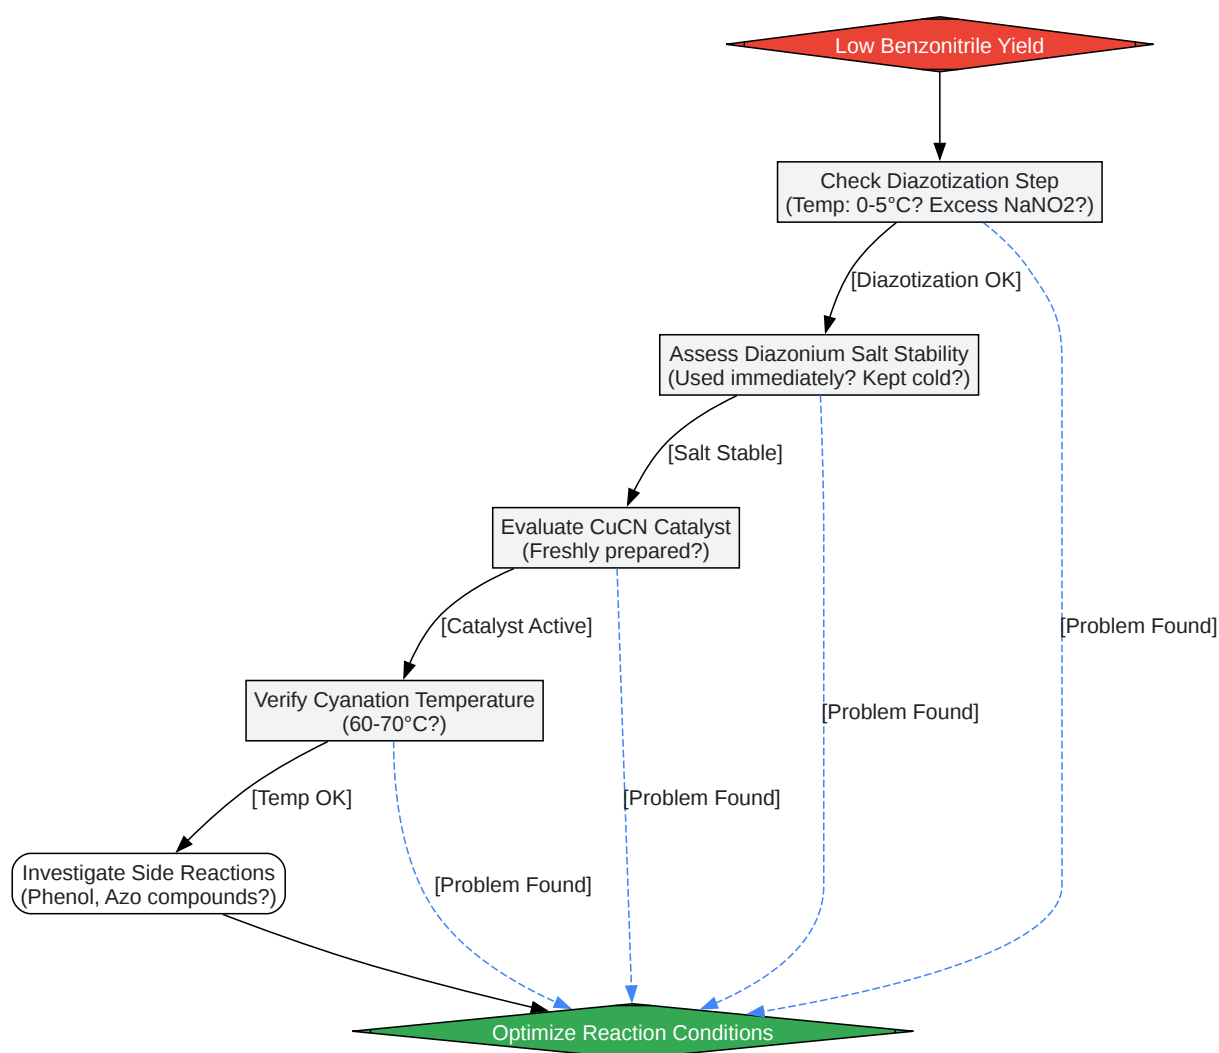 Low Benzonitrile Yield
Check Diazotization Step
(Temp: 0-5°C? Excess NaNO2?)
[Diazotization OK]
Assess Diazonium Salt Stability
(Used immediately? Kept cold?)
[Salt Stable]
Evaluate CuCN Catalyst
(Freshly prepared?)
[Catalyst Active]
[Problem Found]
Verify Cyanation Temperature
(60-70°C?)
[Problem Found]
[Temp OK]
[Problem Found]
Investigate Side Reactions
(Phenol, Azo compounds?)
[Problem Found]
Optimize Reaction Conditions